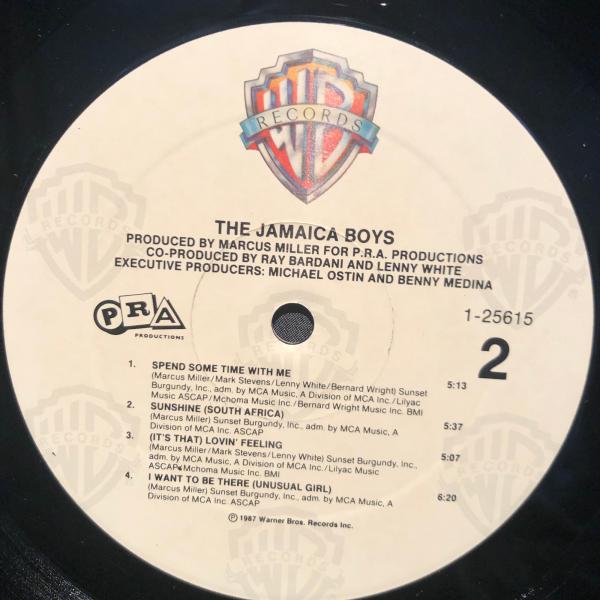 RECORDS
THE JAMAICA BOYS
PRODUCED BY MARCUS MILLER FOR P.R.A. PRODUCTIONS
CO-PRODUCED BY RAY BARDANI AND LENNY WHITE
EXECUTIVE PRODUCERS: MICHAEL OSTIN AND BENNY MEDINA
PRA
PRODUCTIONS
1-25615
2
1. SPEND SOME TIME WITH ME
(Marcus Miller/Mark Stevens/Lenny White/Bernard Wright) Sunset 5:13
Burgundy, Inc., adm. by MCA Music, A Division of MCA Inc./Lilyac
Music ASCAP/Mchoma Music Inc./Bernard Wright Music Inc. BMI
2. SUNSHINE (SOUTH AFRICA)
(Marcus Miller) Sunset Burgundy, Inc., adm. by MCA Music, A 5:37
Division of MCA Inc. ASCAP
3. (IT'S THAT) LOVIN' FEELING
(Marcus Miller/Mark Stevens/Lenny White) Sunset Burgundy, Inc., 5:07
adm. by MCA Music, A Division of MCA Inc./Lilyac Music
ASCAP/Mchoma Music Inc. BMI
4. I WANT TO BE THERE (UNUSUAL GIRL)
(Marcus Miller) Sunset Burgundy, Inc., adm. by MCA Music, A 6:20
Division of MCA Inc. ASCAP
℗©1987 Warner Bros. Records Inc.
RECORDS
RECORDS
RECORDS
RECORDS
RECORDS
RECORDS